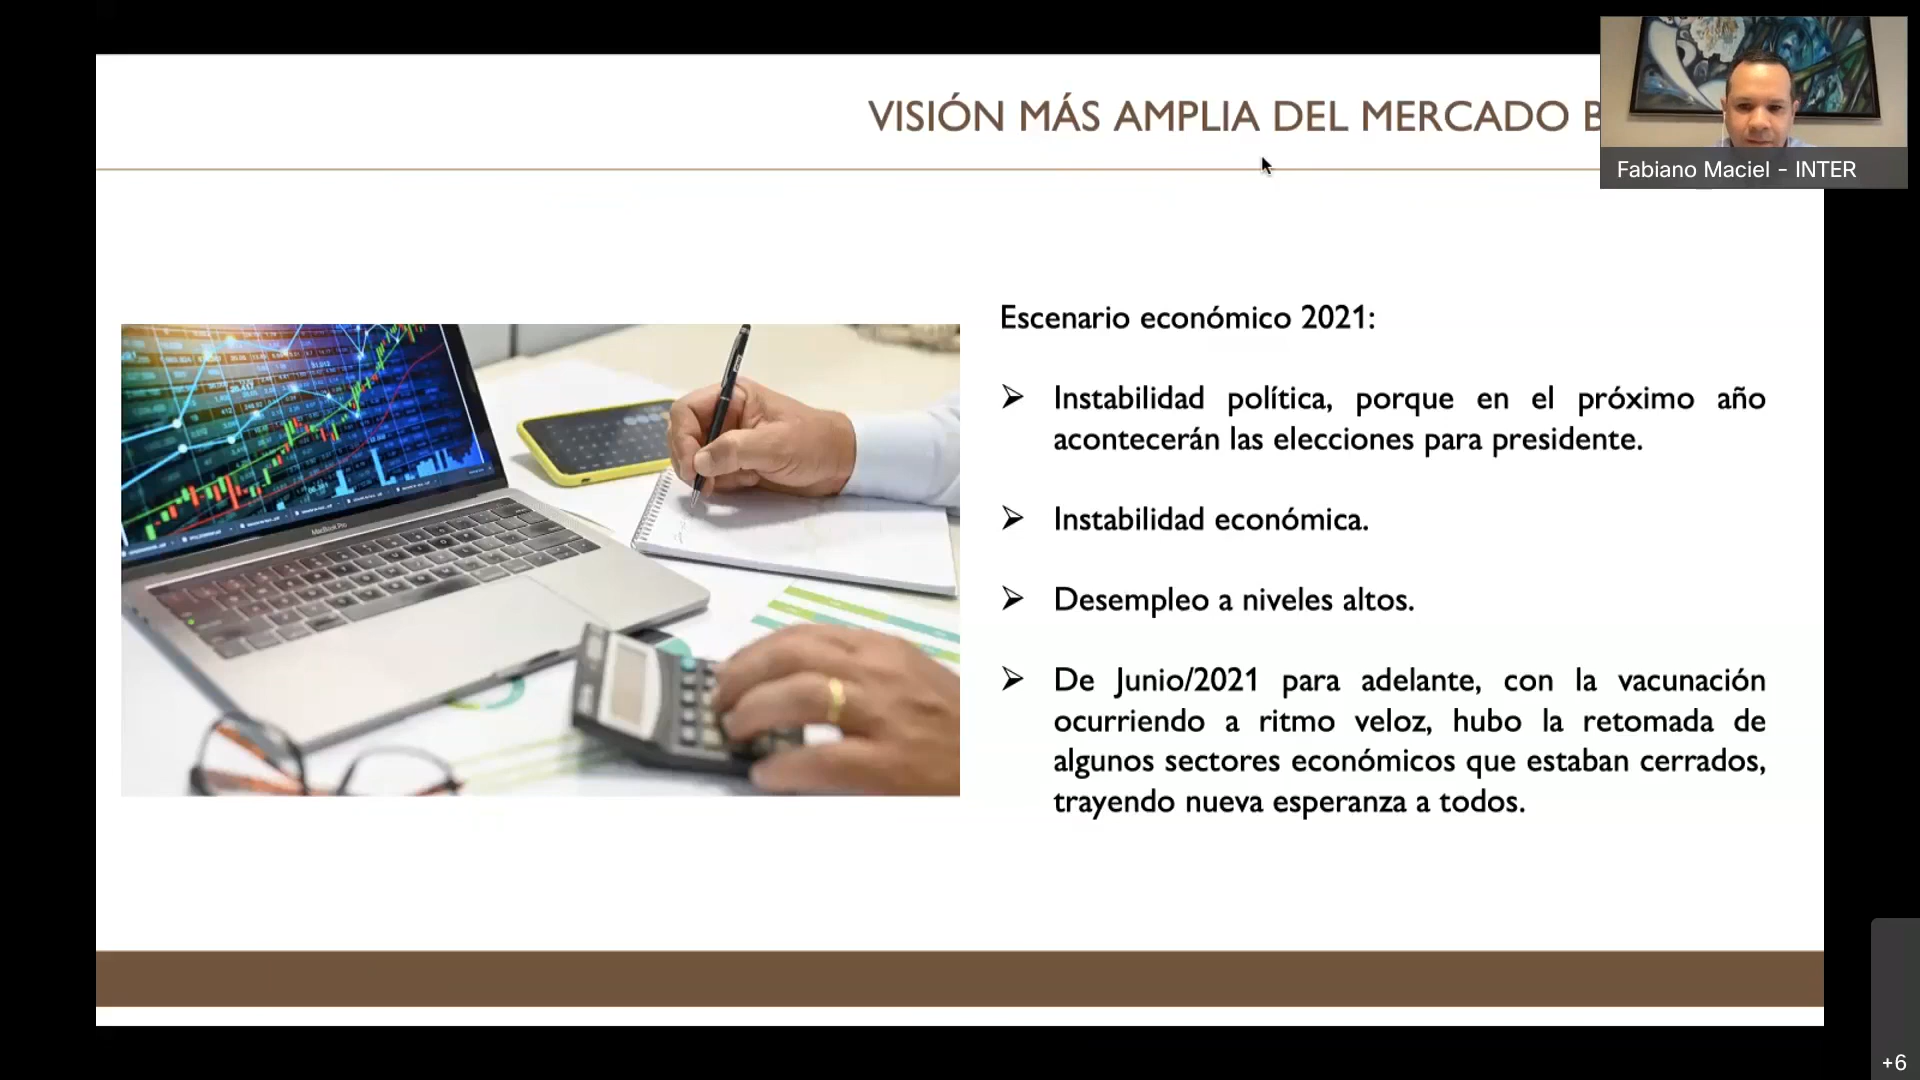 VISIÓN MÁS AMPLIA DEL MERCADO
Fabiano Maciel - INTER
Escenario económico 2021:
➢ Instabilidad política, porque en el próximo año
acontecerán las elecciones para presidente.
➢ Instabilidad económica.
➢ Desempleo a niveles altos.
➢ De Junio/2021 para adelante, con la vacunación
ocurriendo a ritmo veloz, hubo la retomada de
algunos sectores económicos que estaban cerrados,
trayendo nueva esperanza a todos.
MacBook Pro
+6